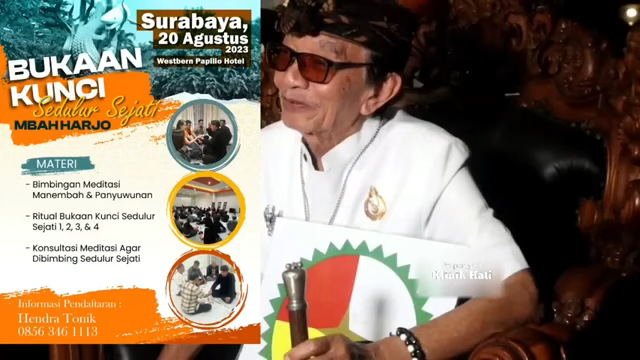 Surabaya,
20 Agustus
2023
Westbern Papilio Hotel
BUKAAN
KUNCI
Sedulur Sejati
MBAH HARJO
MATERI
- Bimbingan Meditasi
Manembah & Panyuwunan
- Ritual Bukaan Kunci Sedulur
Sejati 1, 2, 3, & 4
- Konsultasi Meditasi Agar
Dibimbing Sedulur Sejati
Informasi Pendaftaran :
Hendra Tonik
0856 346 1113
Klinik Hati